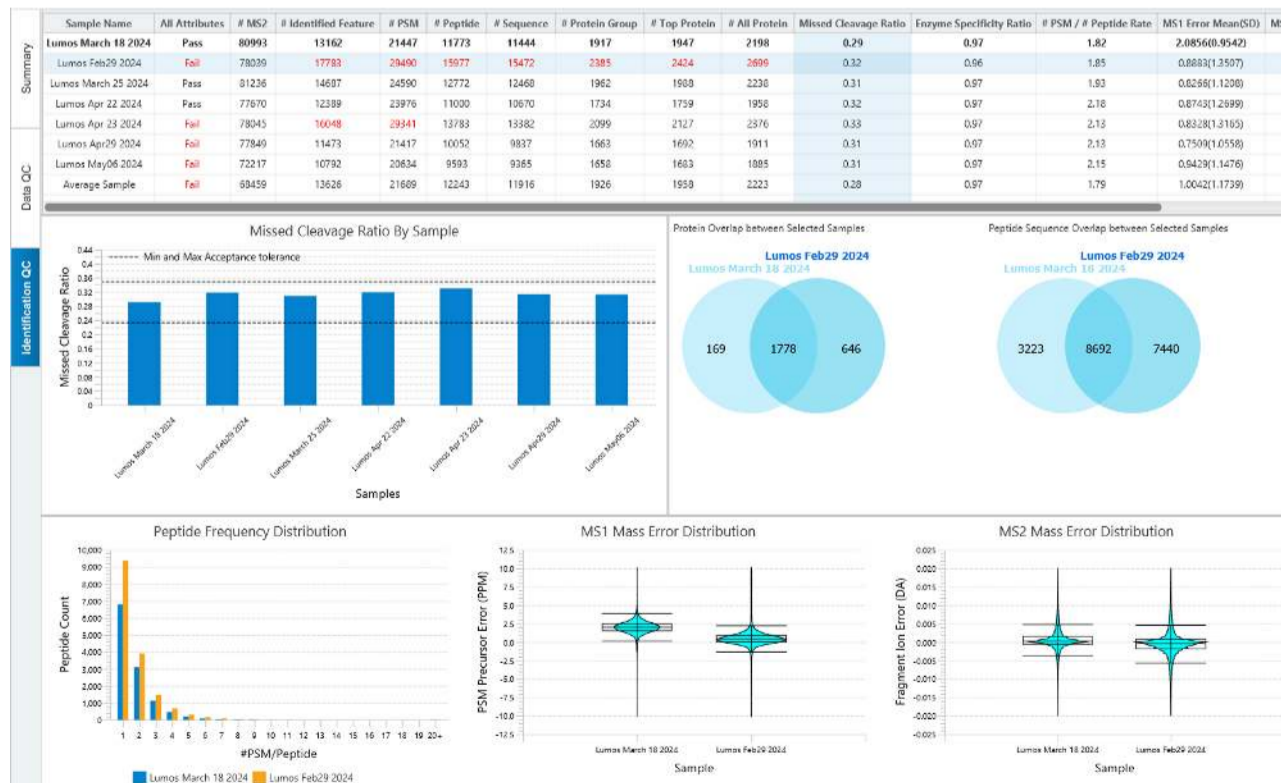 Summary
Data QC
Identification QC
Sample Name All Attributes # MS2 # Identified Feature # PSM # Peptide # Sequence # Protein Group # Top Protein # All Protein Missed Cleavage Ratio Enzyme Specificity Ratio # PSM / # Peptide Rate MS1 Error Mean(SD)
Lumos March 18 2024 Pass 80993 13162 21447 11773 11444 1917 1947 2198 0.29 0.97 1.82 2.0856(0.9542)
Lumos Feb29 2024 Fail 78039 17783 29490 15977 15472 2385 2424 2699 0.32 0.96 1.85 0.8883(1.3507)
Lumos March 25 2024 Pass 81236 14687 24590 12772 12468 1962 1988 2238 0.31 0.97 1.93 0.8266(1.1208)
Lumos Apr 22 2024 Pass 77670 12389 23976 11000 10670 1734 1759 1958 0.32 0.97 2.18 0.8743(1.2699)
Lumos Apr 23 2024 Fail 78045 16048 29341 13783 13382 2099 2127 2376 0.33 0.97 2.13 0.8328(1.3165)
Lumos Apr29 2024 Fail 77849 11473 21417 10052 9837 1663 1692 1911 0.31 0.97 2.13 0.7509(1.0558)
Lumos May06 2024 Fail 72217 10792 20634 9593 9365 1658 1683 1885 0.31 0.97 2.15 0.9429(1.1476)
Average Sample Fail 68459 13626 21689 12243 11916 1926 1958 2223 0.28 0.97 1.79 1.0042(1.1739)
Missed Cleavage Ratio By Sample
Min and Max Acceptance tolerance
Missed Cleavage Ratio
0.44
0.4
0.36
0.32
0.28
0.24
0.2
0.16
0.12
0.08
0.04
0
Lumos March 18 2024
Lumos Feb29 2024
Lumos March 25 2024
Lumos Apr 22 2024
Lumos Apr 23 2024
Lumos Apr29 2024
Lumos May06 2024
Samples
Protein Overlap between Selected Samples
Lumos Feb29 2024
Lumos March 18 2024
169 1778 646
Peptide Sequence Overlap between Selected Samples
Lumos Feb29 2024
Lumos March 18 2024
3223 8692 7440
Peptide Frequency Distribution
Peptide Count
10,000
9,000
8,000
7,000
6,000
5,000
4,000
3,000
2,000
1,000
0
1 2 3 4 5 6 7 8 9 10 11 12 13 14 15 16 17 18 19 20+
#PSM/Peptide
Lumos March 18 2024 Lumos Feb29 2024
MS1 Mass Error Distribution
PSM Precursor Error (PPM)
12.5
10.0
7.5
5.0
2.5
0.0
-2.5
-5.0
-7.5
-10.0
-12.5
Lumos March 18 2024 Lumos Feb29 2024
Sample
MS2 Mass Error Distribution
Fragment Ion Error (DA)
0.025
0.020
0.015
0.010
0.005
0.000
-0.005
-0.010
-0.015
-0.020
-0.025
Lumos March 18 2024 Lumos Feb29 2024
Sample